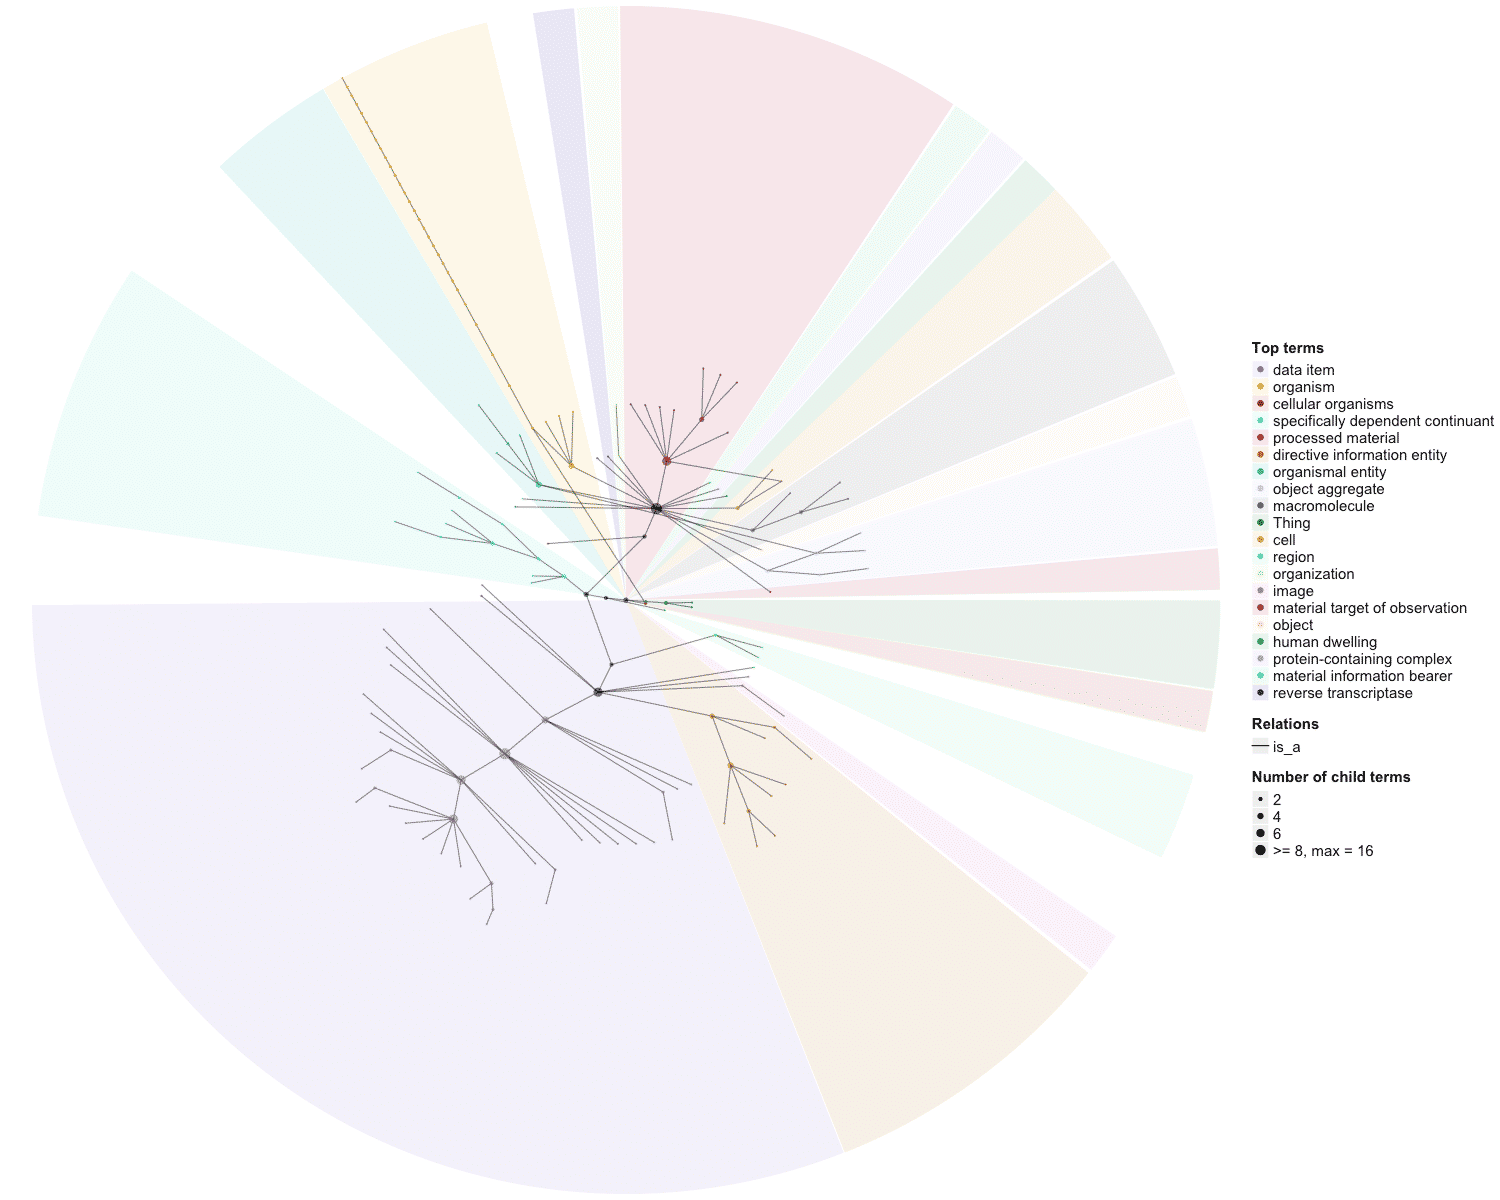 Top terms
data item
organism
cellular organisms
specifically dependent continuant
processed material
directive information entity
organismal entity
object aggregate
macromolecule
Thing
cell
region
organization
image
material target of observation
object
human dwelling
protein-containing complex
material information bearer
reverse transcriptase
Relations
is_a
Number of child terms
2
4
6
>= 8, max = 16